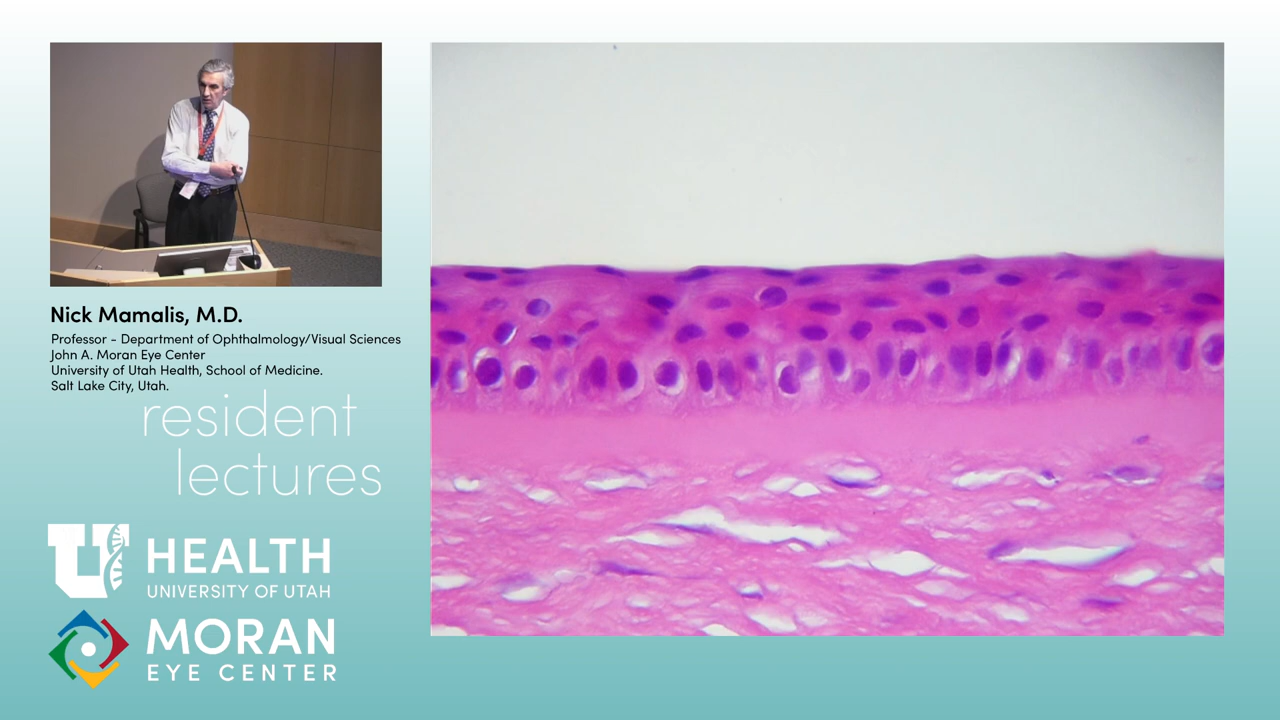 Nick Mamalis, M.D.
Professor - Department of Ophthalmology/Visual Sciences
John A. Moran Eye Center
University of Utah Health, School of Medicine.
Salt Lake City, Utah.
resident
lectures
U HEALTH
UNIVERSITY OF UTAH
MORAN
EYE CENTER